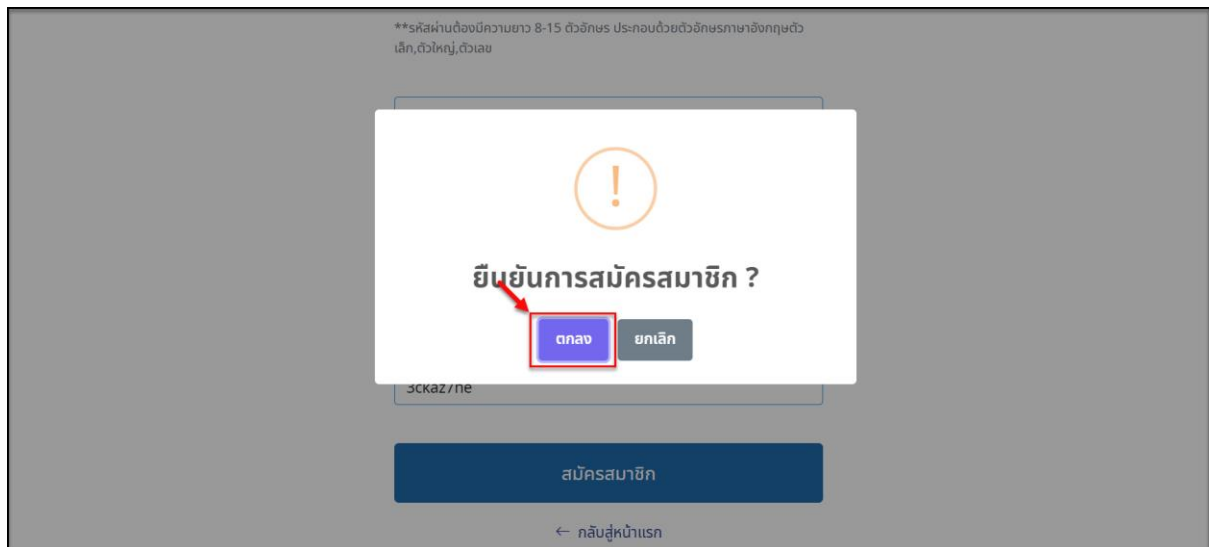 **รหัสผ่านต้องมีความยาว 8-15 ตัวอักษร ประกอบด้วยตัวอักษรภาษาอังกฤษตัว
เล็ก,ตัวใหญ่,ตัวเลข
!
ยืนยันการสมัครสมาชิก ?
ตกลง ยกเลิก
3ckaz7he
สมัครสมาชิก
← กลับสู่หน้าแรก